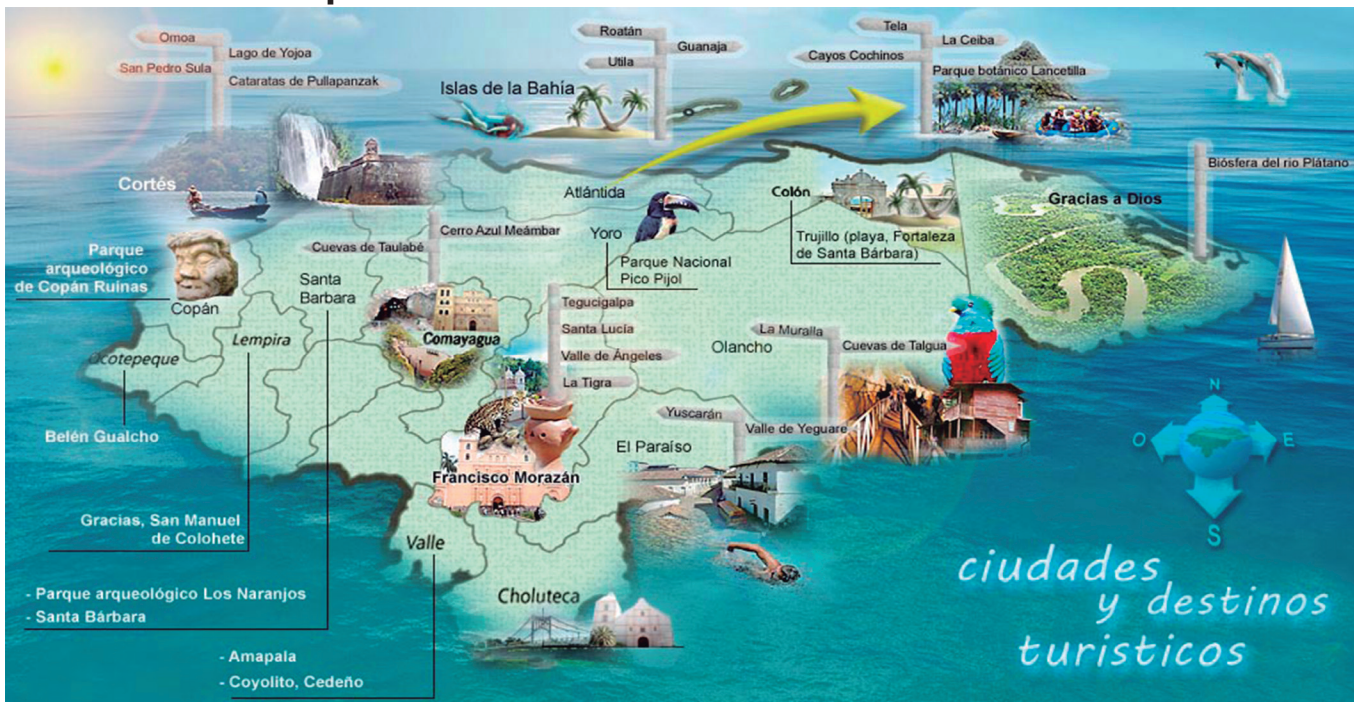 Omoa
Lago de Yojoa
San Pedro Sula
Cataratas de Pullapanzak
Roatán
Guanaja
Utila
Islas de la Bahía
Tela
La Ceiba
Cayos Cochinos
Parque botánico Lancetilla
Biósfera del rio Plátano
Cortés
Atlántida
Colón
Gracias a Dios
Trujillo (playa, Fortaleza
de Santa Bárbara)
Yoro
Parque Nacional
Pico Pijol
Cerro Azul Meámbar
Cuevas de Taulabé
Parque
arqueológico
de Copán Ruínas
Copán
Santa
Barbara
Comayagua
Lempira
Ocotepeque
Belén Gualcho
Tegucigalpa
Santa Lucía
Valle de Ángeles
La Tigra
La Muralla
Olancho
Cuevas de Talgua
Yuscarán
Valle de Yeguare
El Paraíso
Francisco Morazán
Gracias, San Manuel
de Colohete
Valle
- Parque arqueológico Los Naranjos
- Santa Bárbara
Choluteca
- Amapala
- Coyolito, Cedeño
N
O
E
S
ciudades
y destinos
turisticos